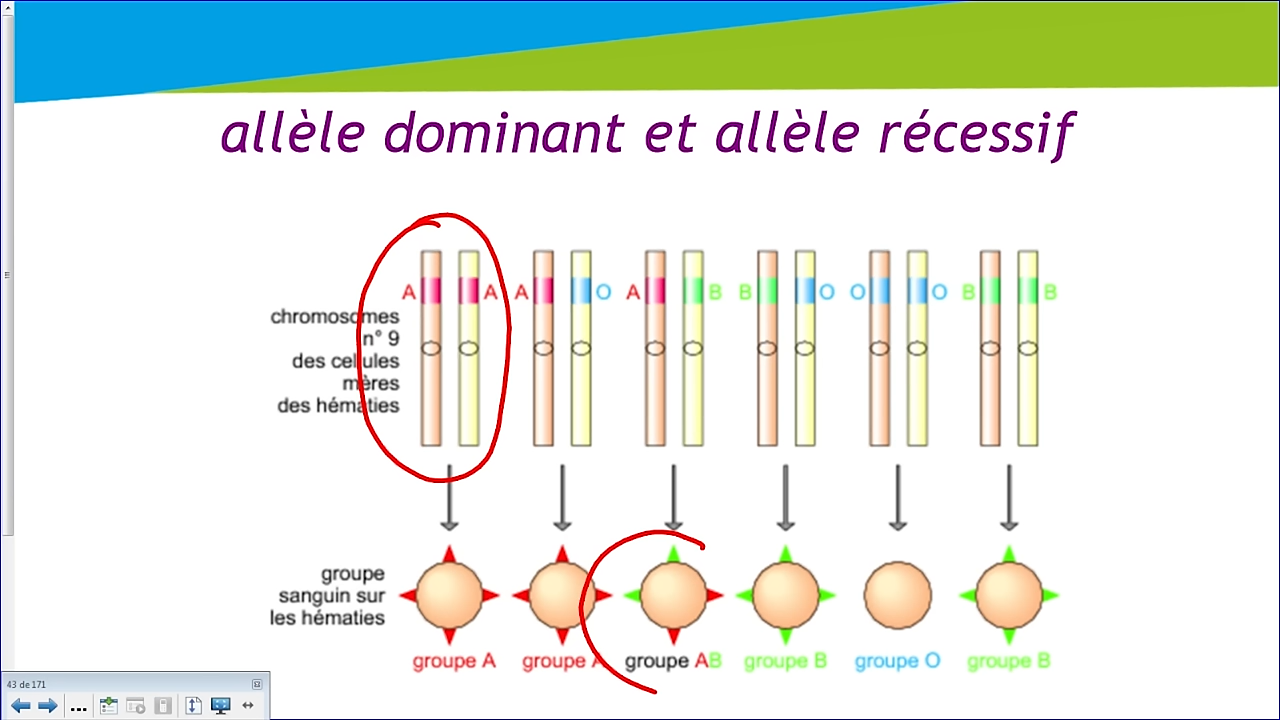 allèle dominant et allèle récessif
A A A O A B B O O O B B
chromosomes
n° 9
des cellules
mères
des hématies
groupe
sanguin sur
les hématies
groupe A groupe A groupe AB groupe B groupe O groupe B
43 de 171